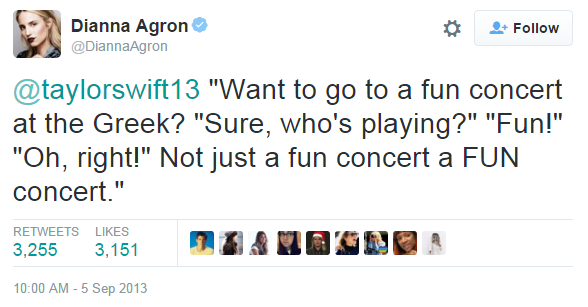 Dianna Agron
@DiannaAgron
Follow
@taylorswift13 "Want to go to a fun concert
at the Greek? "Sure, who's playing?" "Fun!"
"Oh, right!" Not just a fun concert a FUN
concert."
RETWEETS LIKES
3,255 3,151
10:00 AM - 5 Sep 2013